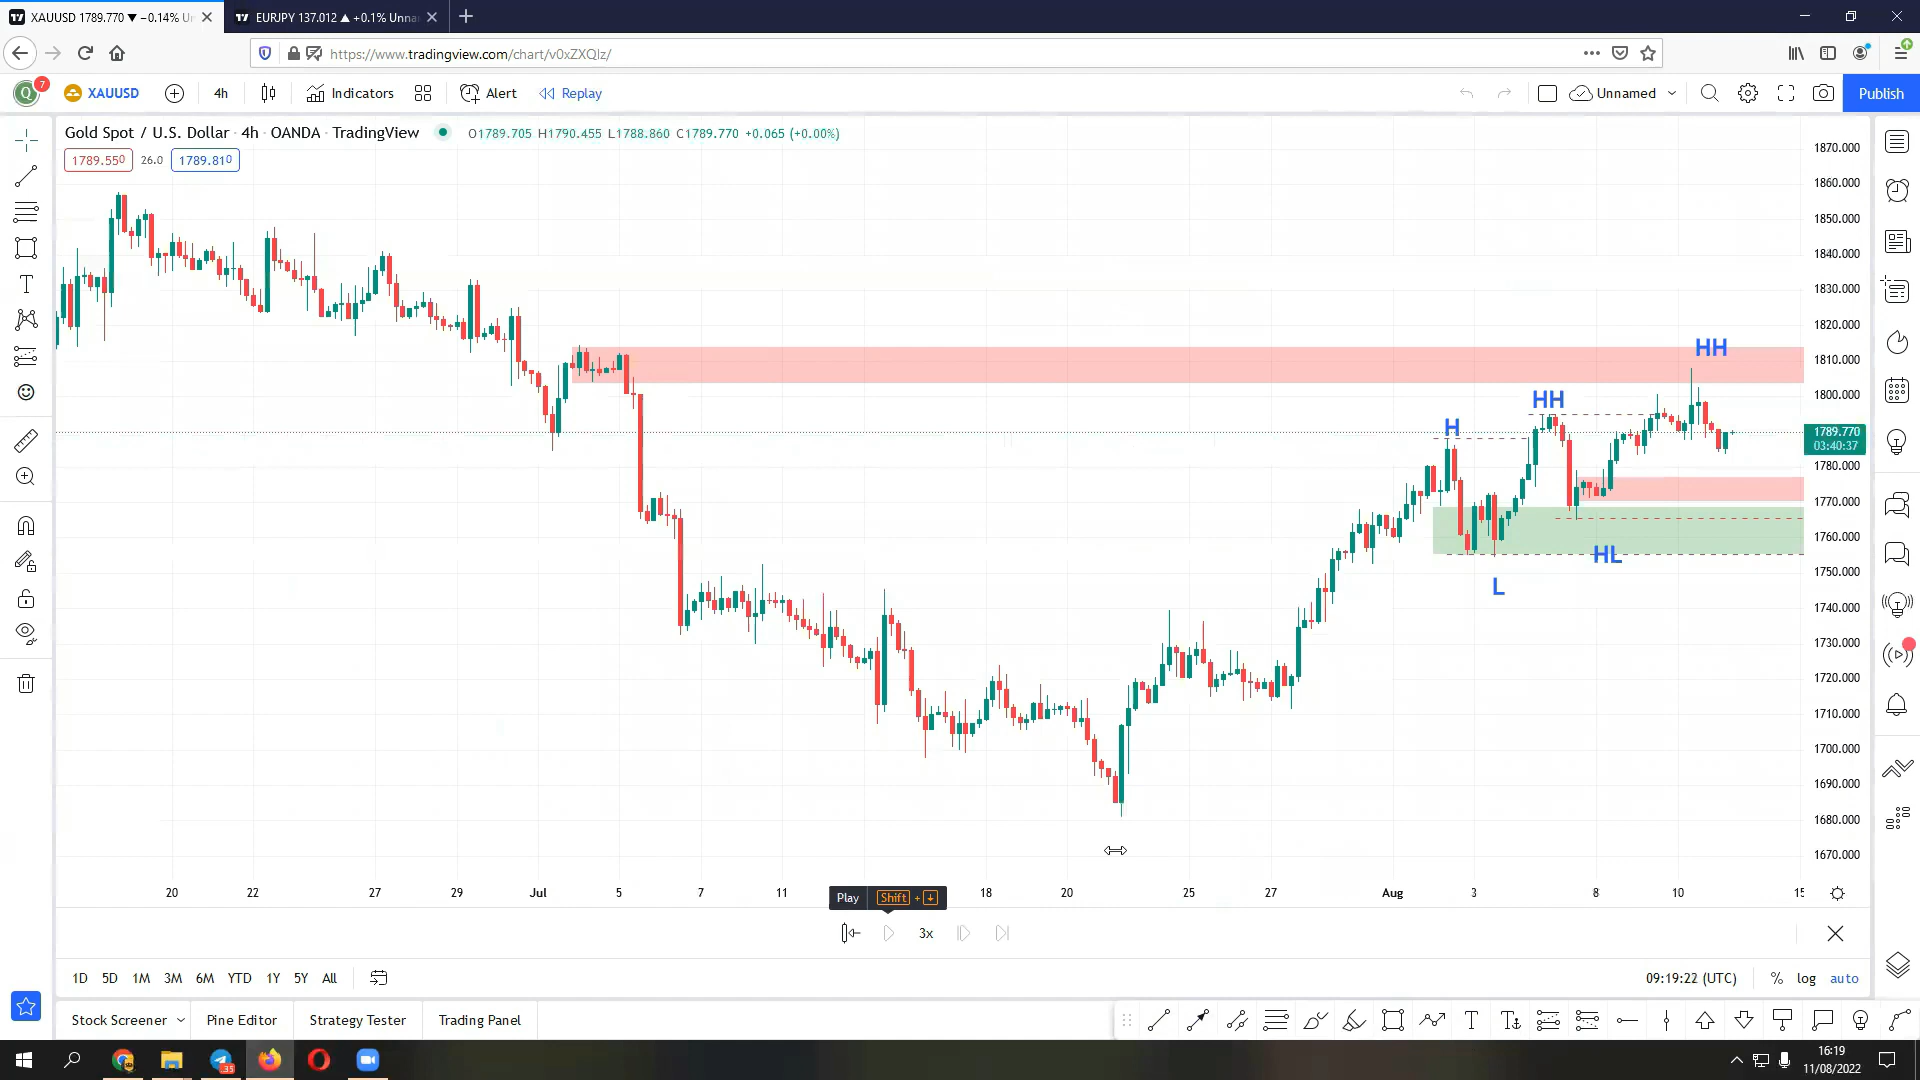 XAUUSD 1789.770 ▼ −0.14% Un
EURJPY 137.012 ▲ +0.1% Unna
https://www.tradingview.com/chart/v0xZXQlz/
Q 7 XAUUSD 4h Indicators Alert Replay Unnamed Publish
Gold Spot / U.S. Dollar · 4h · OANDA · TradingView O1789.705 H1790.455 L1788.860 C1789.770 +0.065 (+0.00%)
1789.550 26.0 1789.810
1870.000
1860.000
1850.000
1840.000
1830.000
1820.000
1810.000
1800.000
1789.770
03:40:37
1780.000
1770.000
1760.000
1750.000
1740.000
1730.000
1720.000
1710.000
1700.000
1690.000
1680.000
1670.000
HH
HH
H
HL
L
20 22 27 29 Jul 5 7 11 18 20 25 27 Aug 3 8 10 15
Play Shift + ↓
3x
1D 5D 1M 3M 6M YTD 1Y 5Y All 09:19:22 (UTC) % log auto
Stock Screener Pine Editor Strategy Tester Trading Panel
35
16:19
11/08/2022